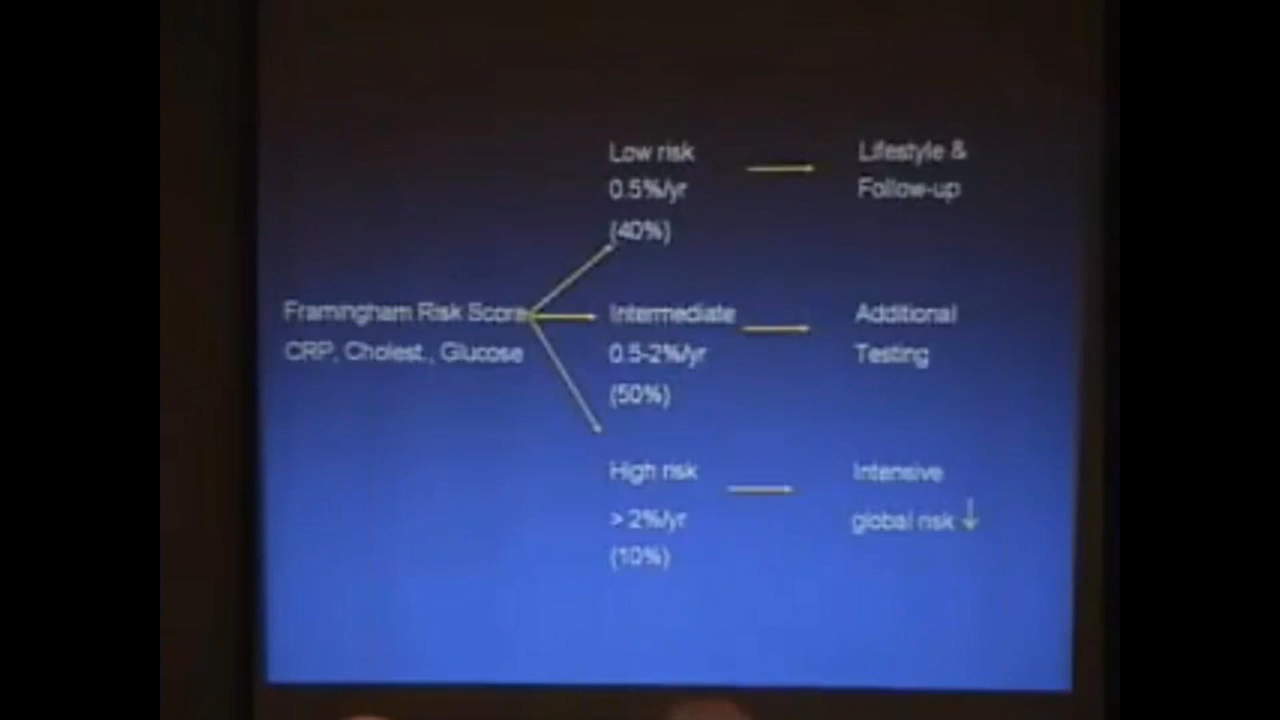 Low risk
0.5%/yr
(40%)
Lifestyle &
Follow-up
Framingham Risk Score
CRP, Cholest., Glucose
Intermediate
0.5-2%/yr
(50%)
Additional
Testing
High risk
> 2%/yr
(10%)
Intensive
global risk ↓